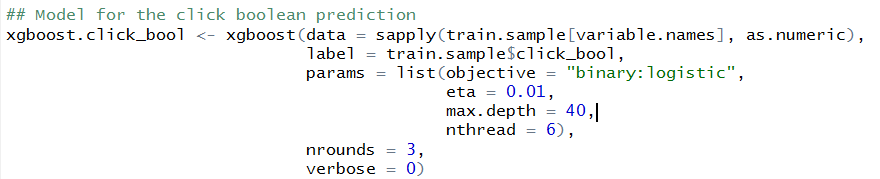 ## Model for the click boolean prediction
xgboost.click_bool <- xgboost(data = sapply(train.sample[variable.names], as.numeric),
                              label = train.sample$click_bool,
                              params = list(objective = "binary:logistic",
                                            eta = 0.01,
                                            max.depth = 40,
                                            nthread = 6),
                              nrounds = 3,
                              verbose = 0)